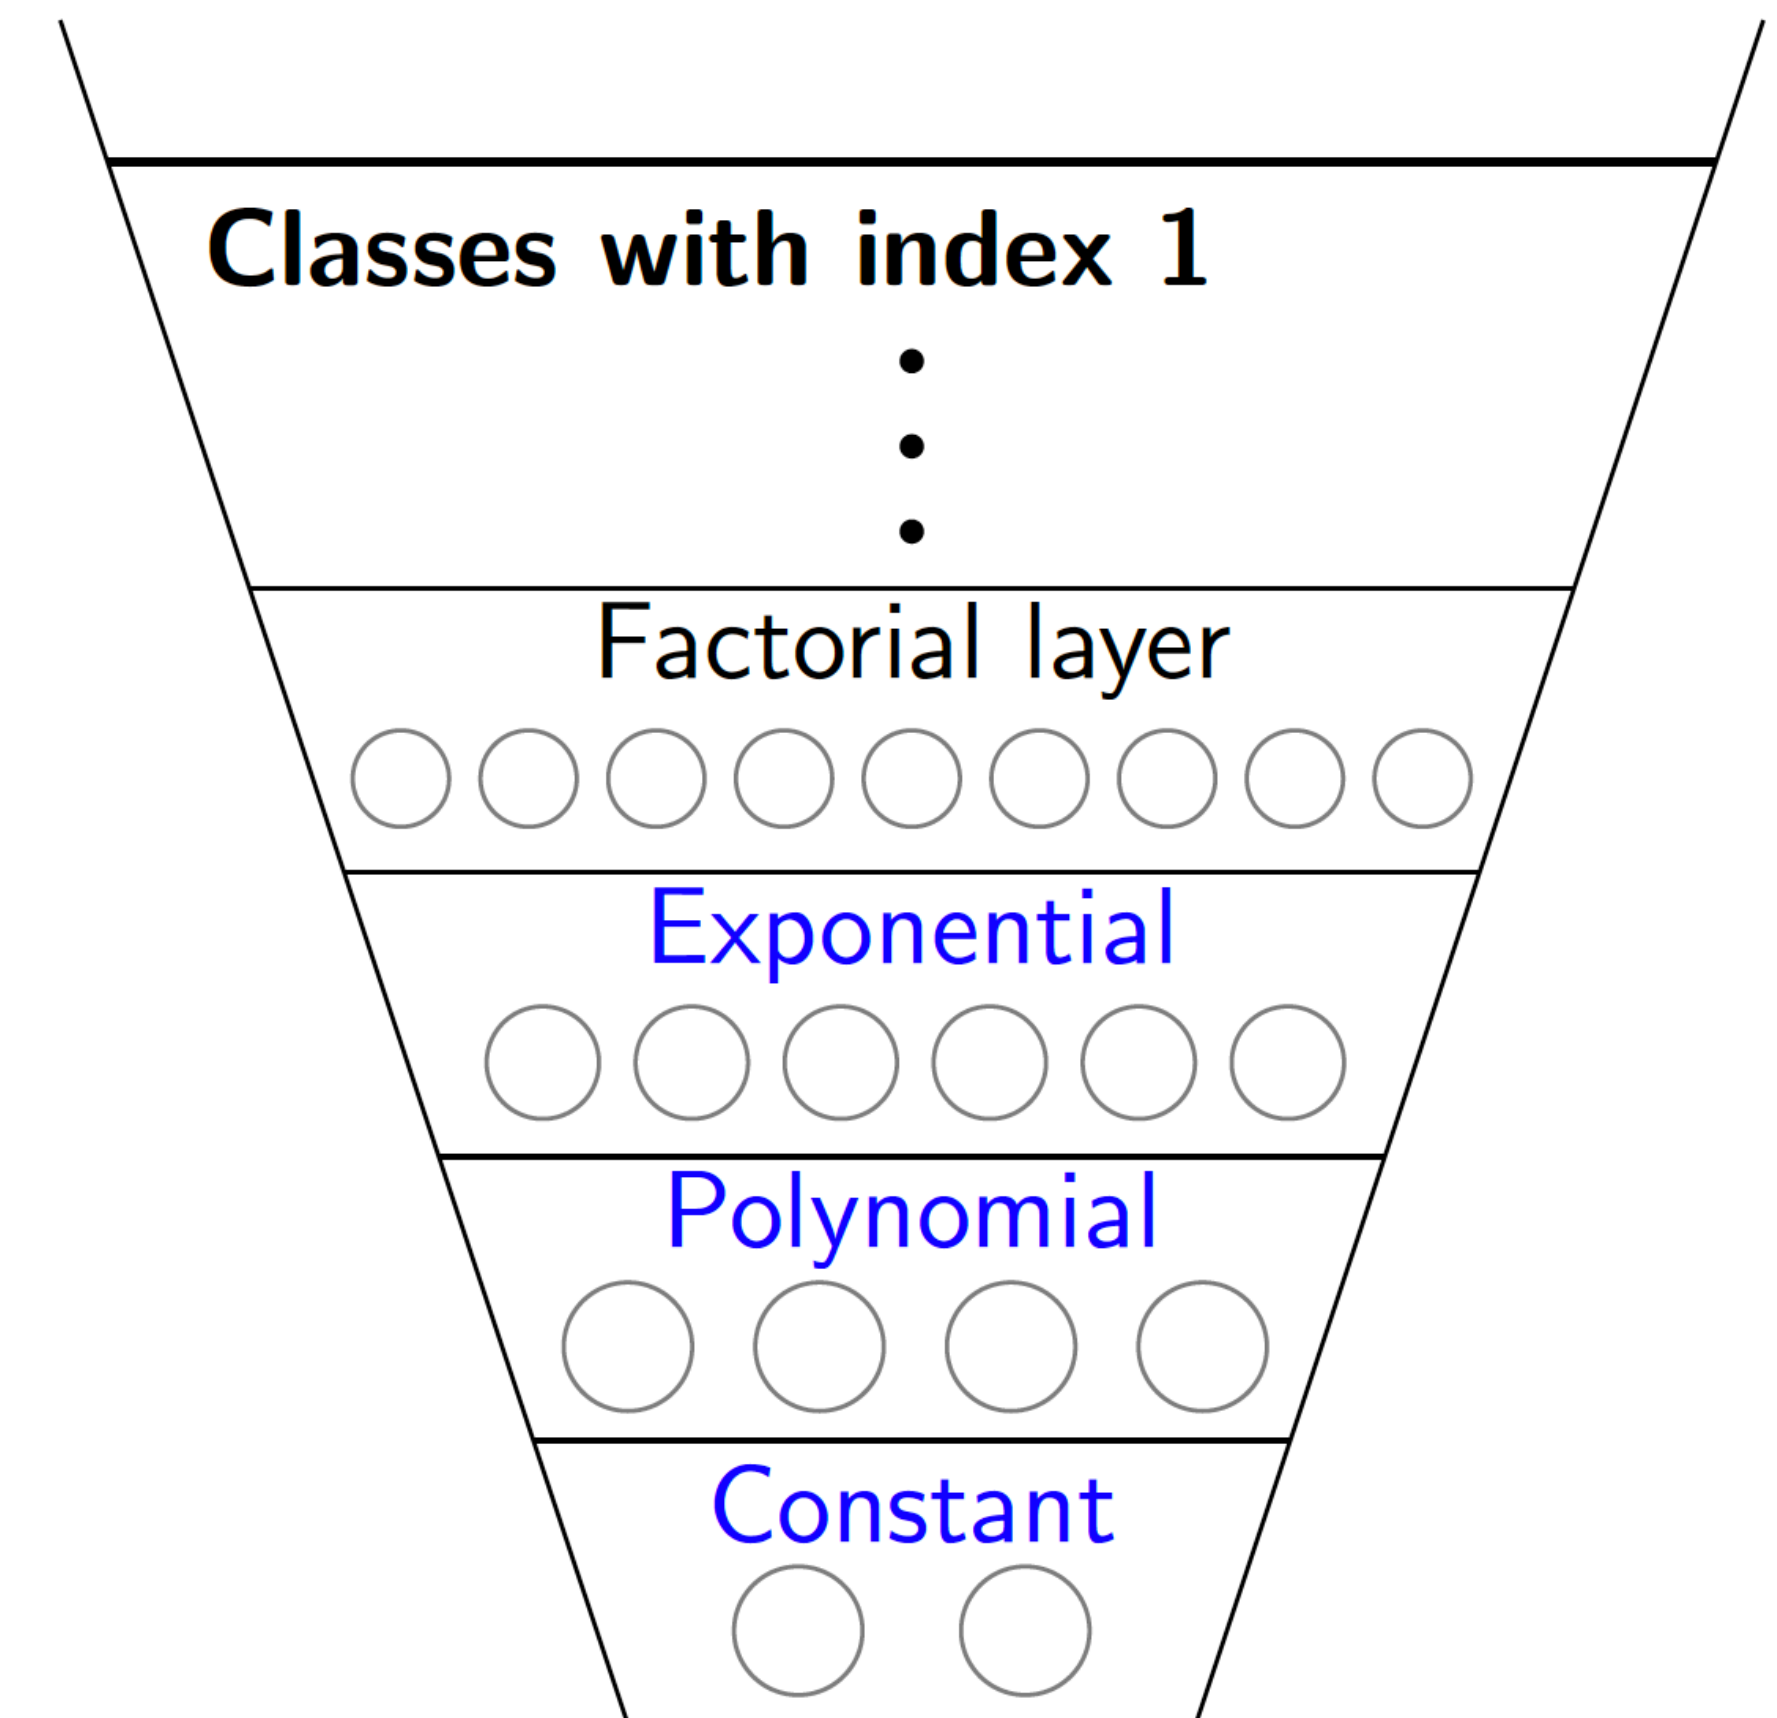 Classes with index 1
Factorial layer
Exponential
Polynomial
Constant